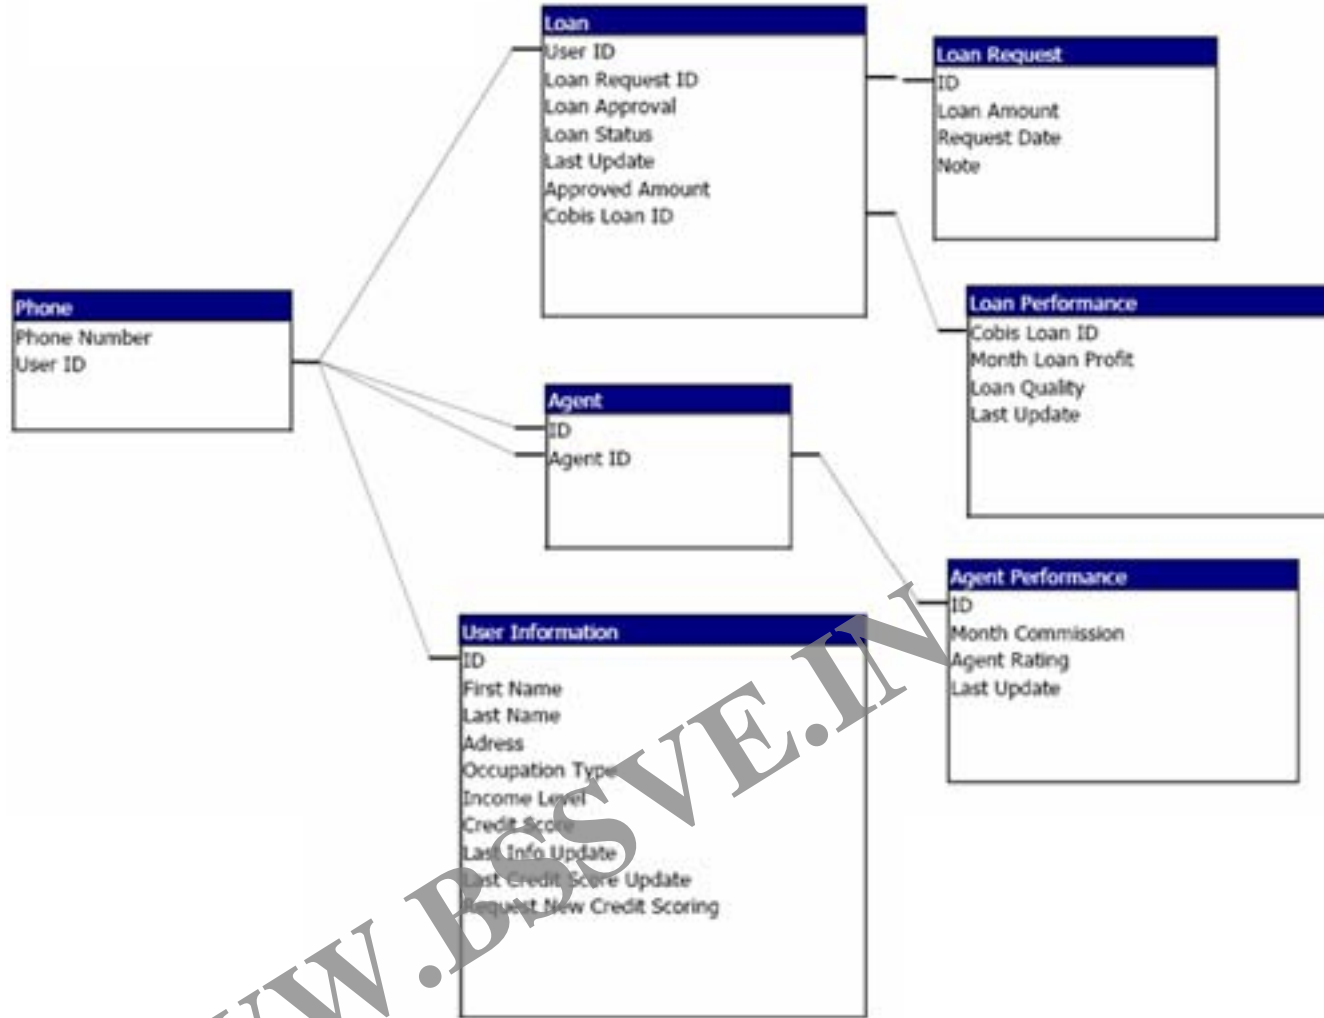 Loan
User ID
Loan Request ID
Loan Approval
Loan Status
Last Update
Approved Amount
Cobis Loan ID
Loan Request
ID
Loan Amount
Request Date
Note
Phone
Phone Number
User ID
Loan Performance
Cobis Loan ID
Month Loan Profit
Loan Quality
Last Update
Agent
ID
Agent ID
Agent Performance
ID
Month Commission
Agent Rating
Last Update
User Information
ID
First Name
Last Name
Adress
Occupation Type
Income Level
Credit Score
Last Info Update
Last Credit Score Update
Request New Credit Scoring
WW.BSSVE.IN